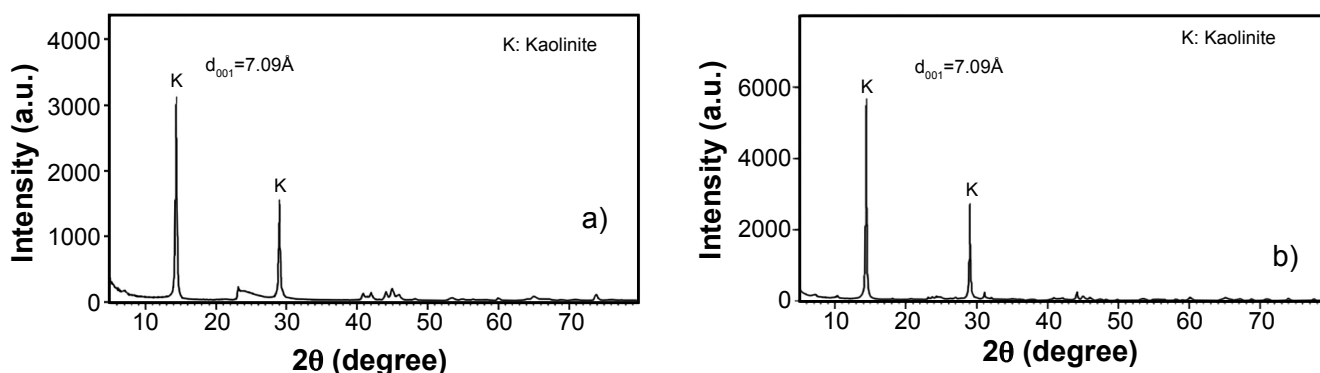 4000
3000
2000
1000
0
Intensity (a.u.)
K: Kaolinite
d001=7.09Å
K
K
a)
10 20 30 40 50 60 70
2θ (degree)
6000
4000
2000
0
Intensity (a.u.)
K: Kaolinite
d001=7.09Å
K
K
b)
10 20 30 40 50 60 70
2θ (degree)